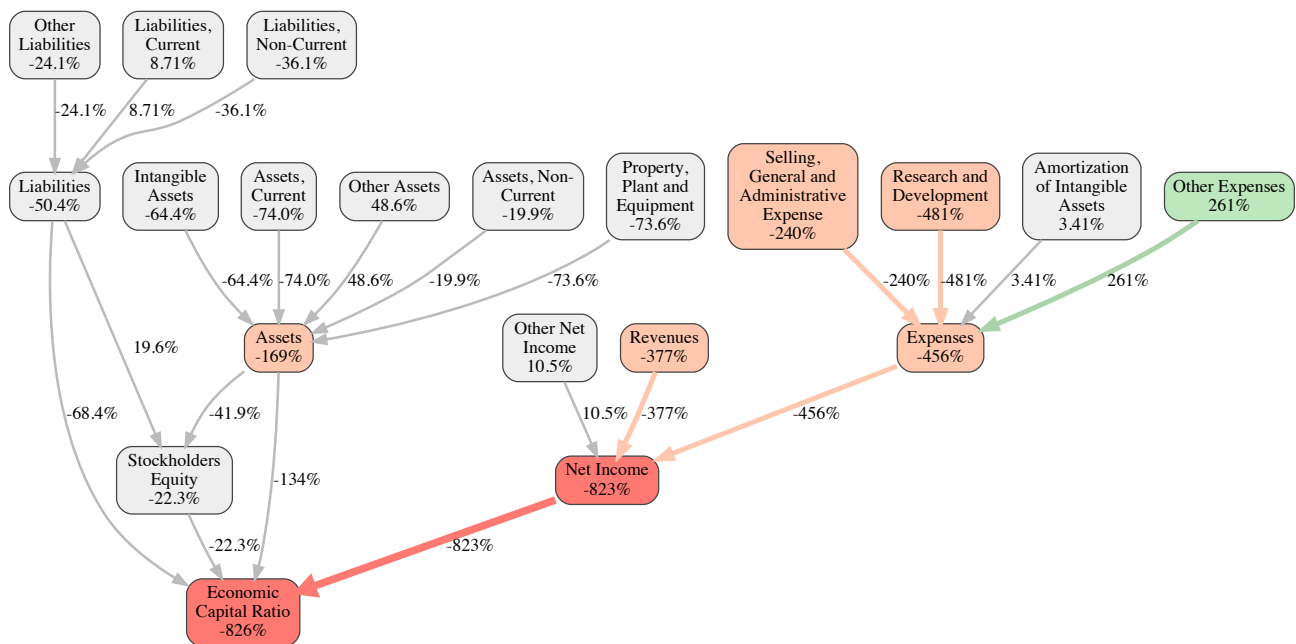 Other
Liabilities
-24.1%
Liabilities,
Current
8.71%
Liabilities,
Non-Current
-36.1%
-24.1%
8.71%
-36.1%
Liabilities
-50.4%
Intangible
Assets
-64.4%
Assets,
Current
-74.0%
Other Assets
48.6%
Assets, Non-
Current
-19.9%
Property,
Plant and
Equipment
-73.6%
Selling,
General and
Administrative
Expense
-240%
Research and
Development
-481%
Amortization
of Intangible
Assets
3.41%
Other Expenses
261%
-64.4%
-74.0%
48.6%
-19.9%
-73.6%
-240%
-481%
3.41%
261%
19.6%
Assets
-169%
Other Net
Income
10.5%
Revenues
-377%
Expenses
-456%
-68.4%
-41.9%
10.5%
-377%
-456%
Stockholders
Equity
-22.3%
-134%
Net Income
-823%
-22.3%
-823%
Economic
Capital Ratio
-826%